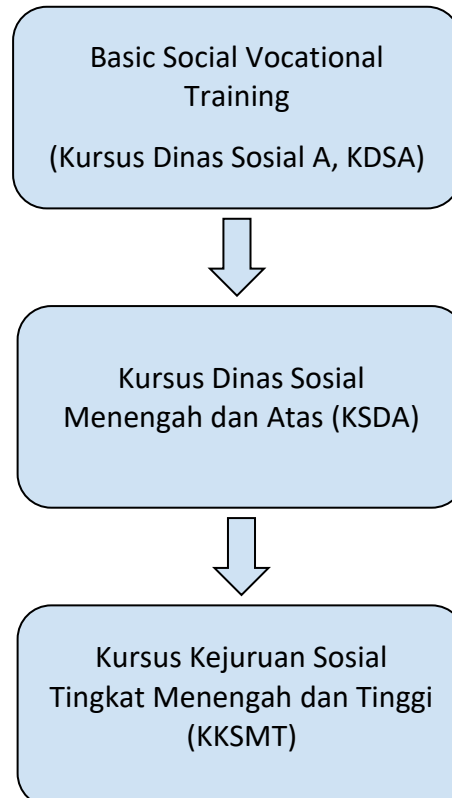 Basic Social Vocational
Training
(Kursus Dinas Sosial A, KDSA)
Kursus Dinas Sosial
Menengah dan Atas (KSDA)
Kursus Kejuruan Sosial
Tingkat Menengah dan Tinggi
(KKSMT)